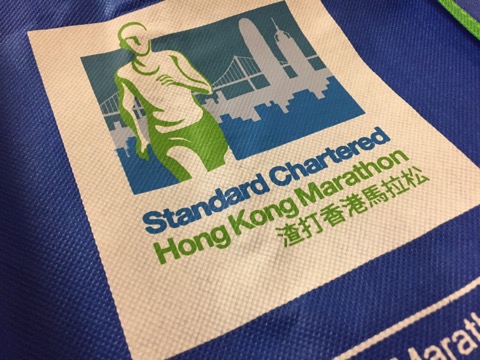 Standard Chartered
Hong Kong Marathon
渣打香港馬拉松